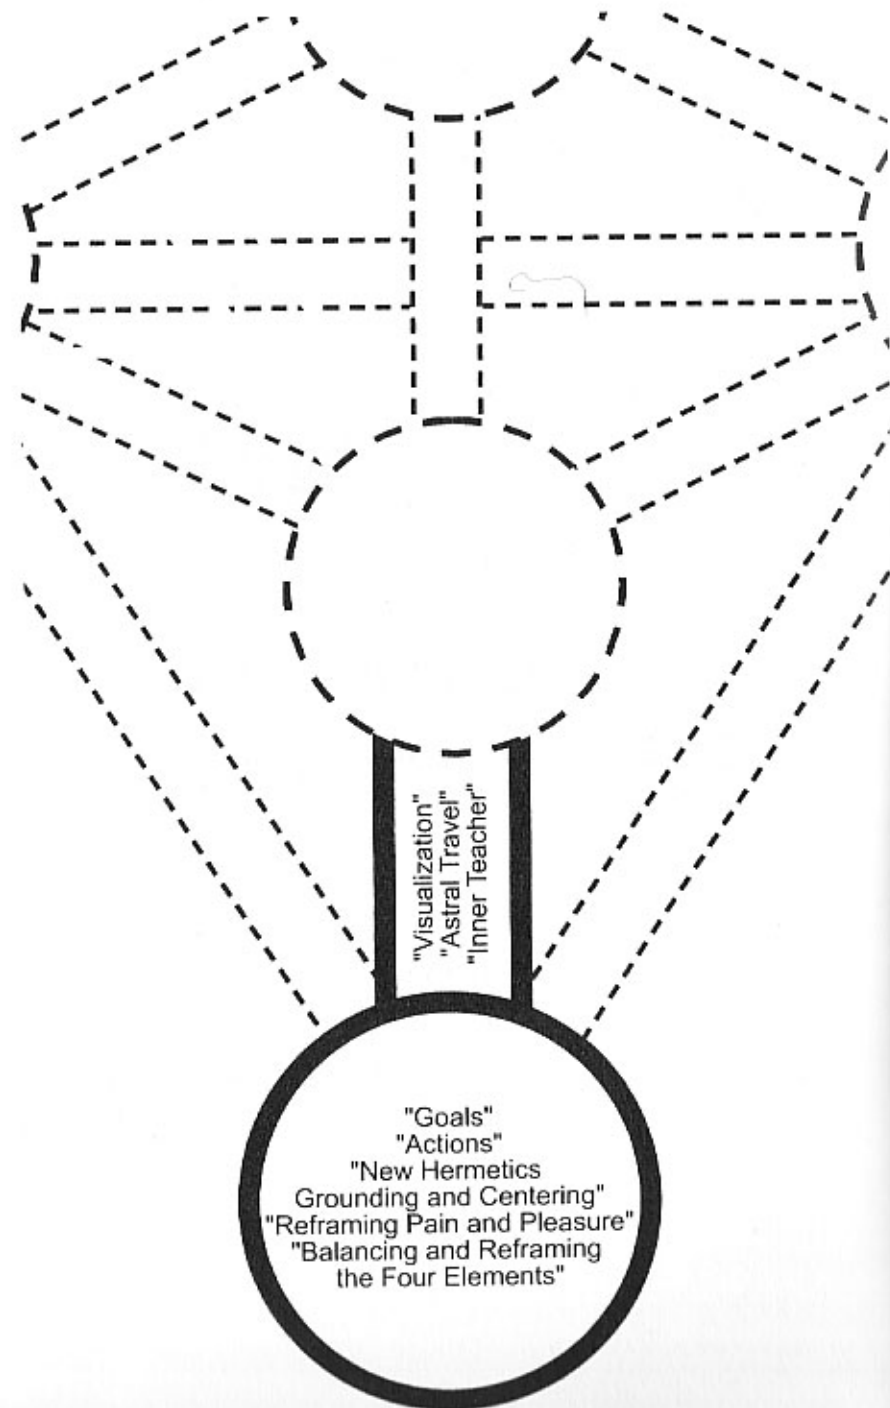 "Visualization"
"Astral Travel"
"Inner Teacher"
"Goals"
"Actions"
"New Hermetics
Grounding and Centering"
"Reframing Pain and Pleasure"
"Balancing and Reframing
the Four Elements"